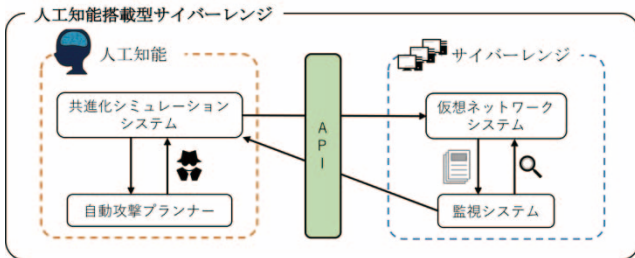 人工知能搭載型サイバーレンジ
人工知能
サイバーレンジ
共進化シミュレーション
システム
API
仮想ネットワーク
システム
自動攻撃プランナー
監視システム